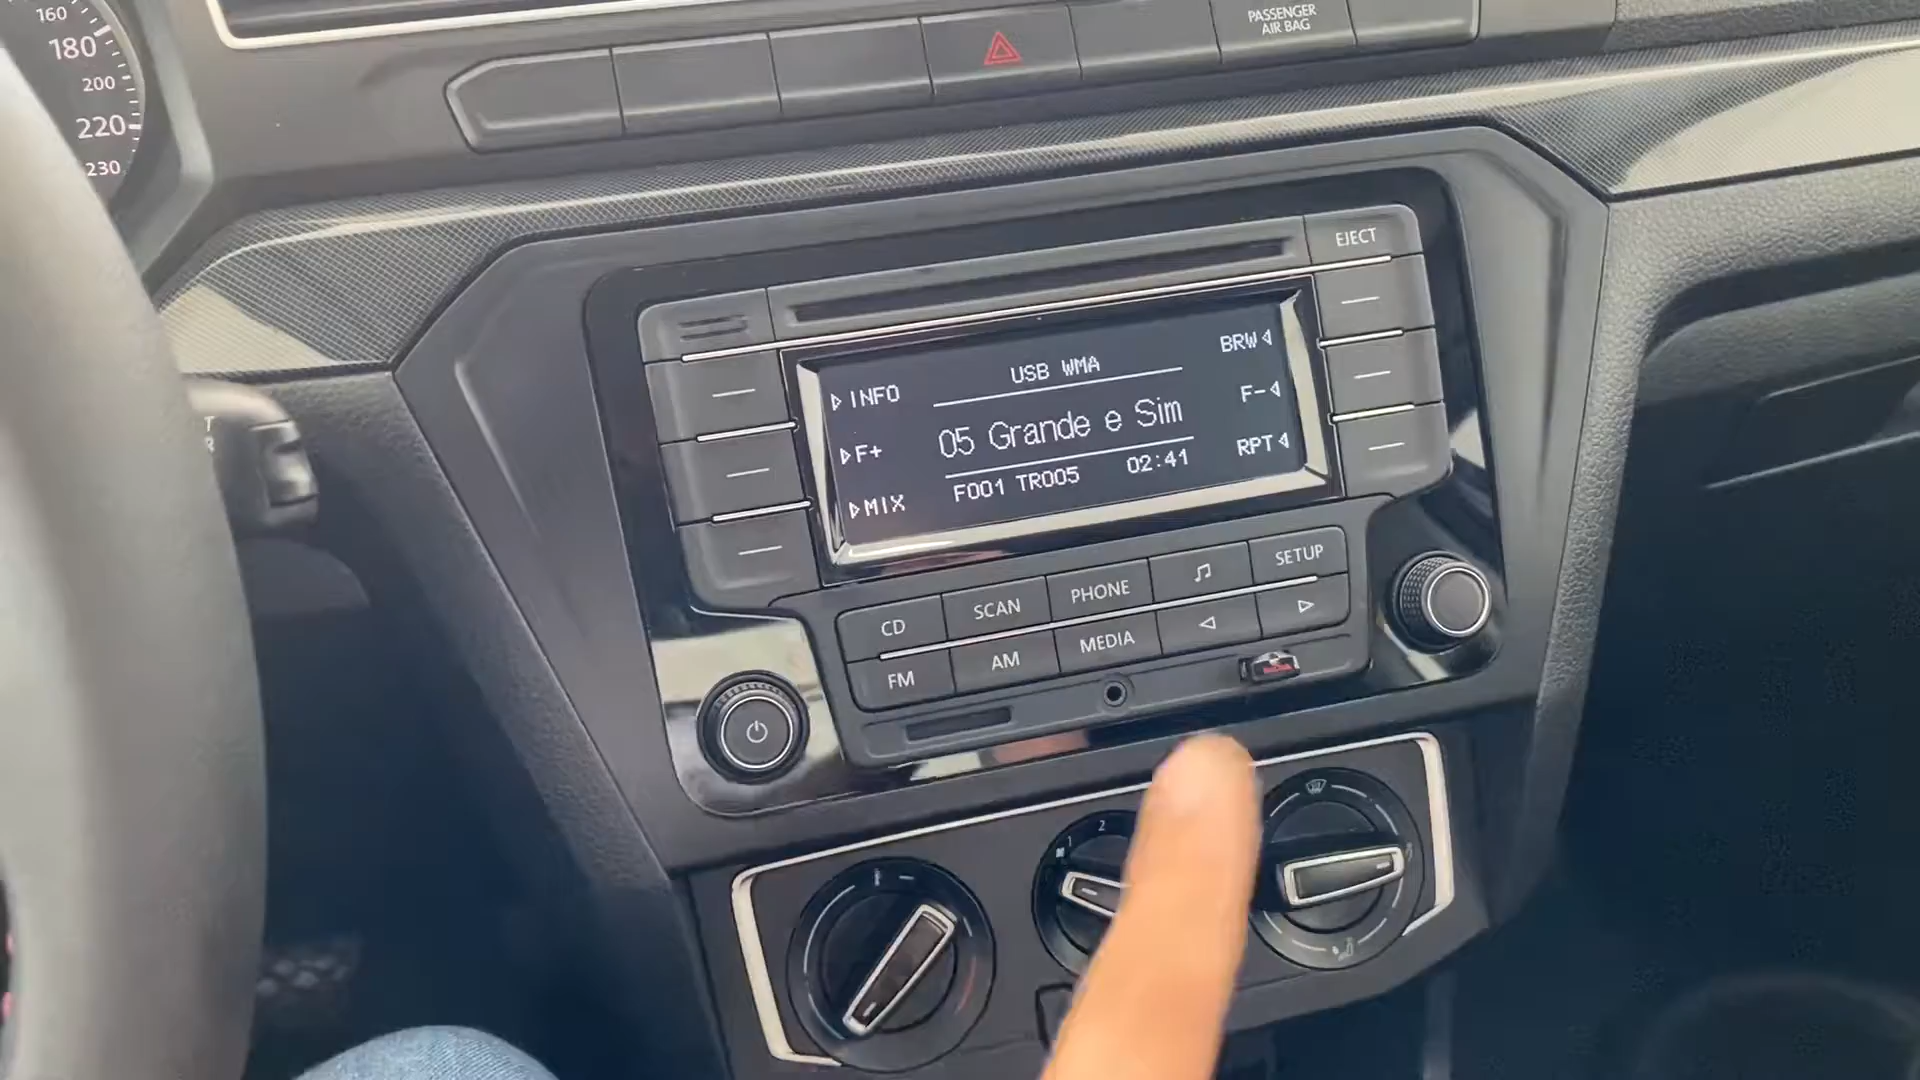 160
180
200
220
230
PASSENGER
AIR BAG
EJECT
USB WMA
BRW
INFO
05 Grande e Sim
F-
F+
RPT
F001 TR005 02:41
MIX
CD
SCAN
PHONE
SETUP
FM
AM
MEDIA
1
2